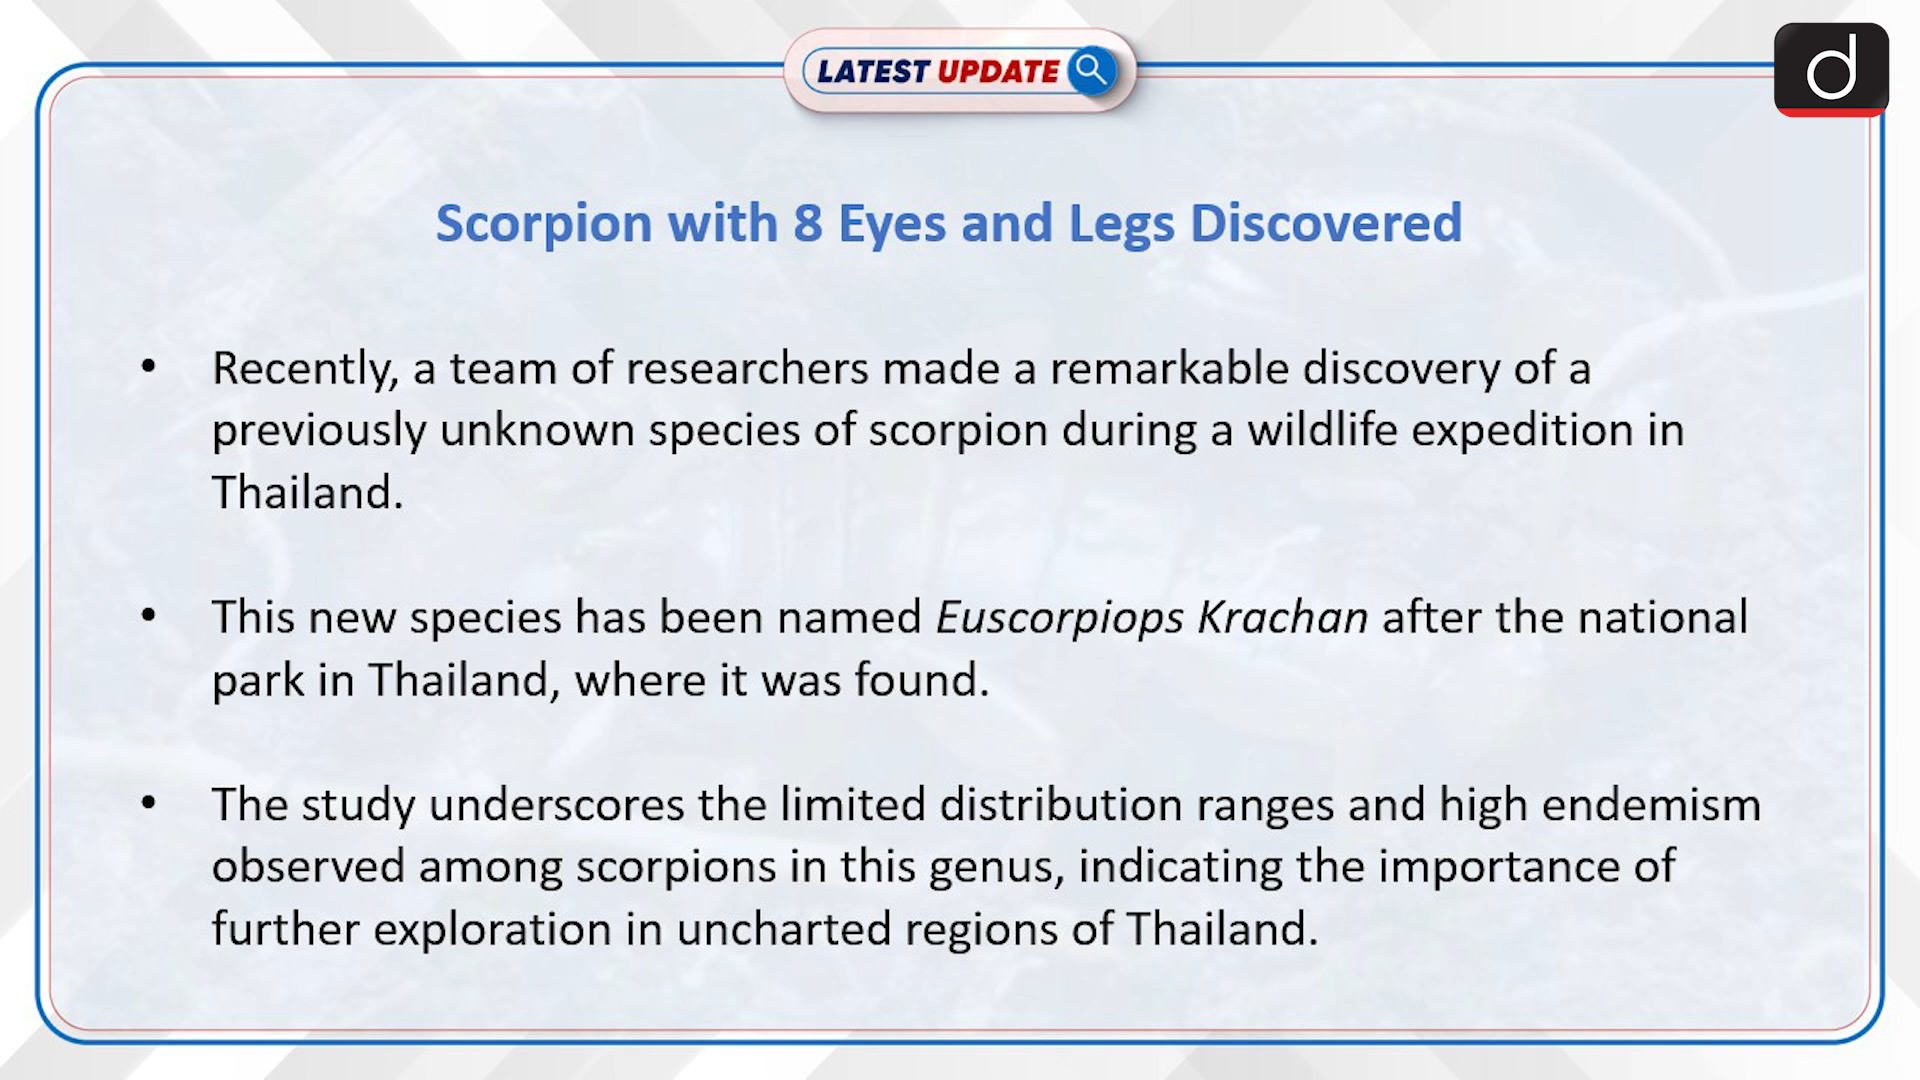 LATEST UPDATE
d
Scorpion with 8 Eyes and Legs Discovered
• Recently, a team of researchers made a remarkable discovery of a
previously unknown species of scorpion during a wildlife expedition in
Thailand.
• This new species has been named Euscorpiops Krachan after the national
park in Thailand, where it was found.
• The study underscores the limited distribution ranges and high endemism
observed among scorpions in this genus, indicating the importance of
further exploration in uncharted regions of Thailand.